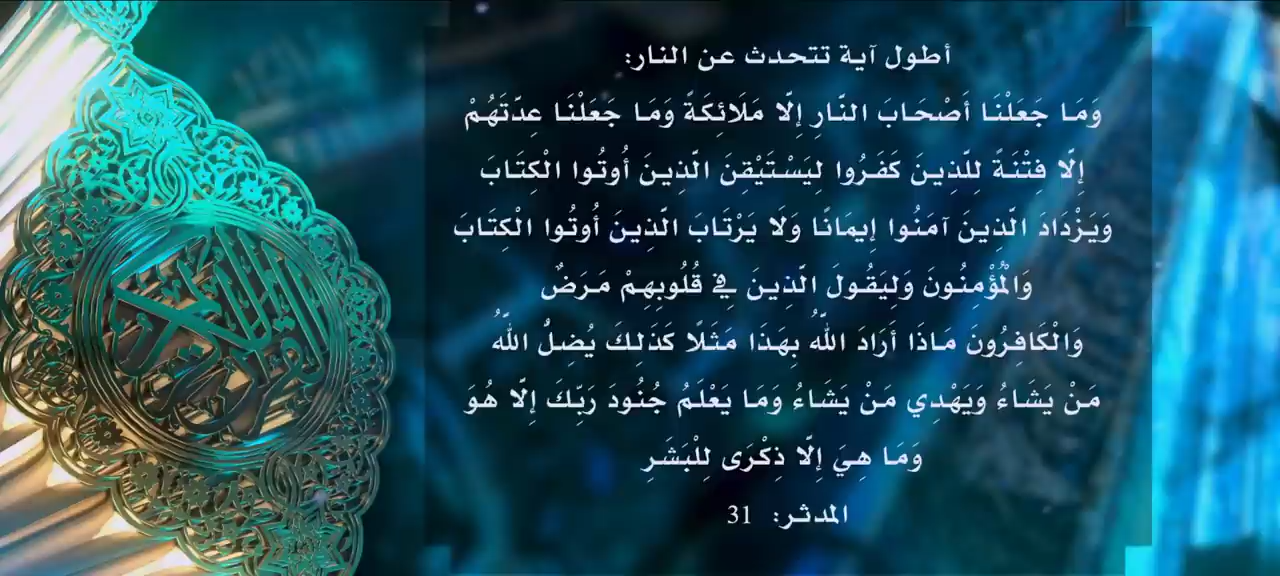 أطول آية تتحدث عن النار:
وَمَا جَعَلْنَا أَصْحَابَ النَّارِ إِلَّا مَلَائِكَةً وَمَا جَعَلْنَا عِدَّتَهُمْ
إِلَّا فِتْنَةً لِلَّذِينَ كَفَرُوا لِيَسْتَيْقِنَ الَّذِينَ أُوتُوا الْكِتَابَ
وَيَزْدَادَ الَّذِينَ آمَنُوا إِيمَانًا وَلَا يَرْتَابَ الَّذِينَ أُوتُوا الْكِتَابَ
وَالْمُؤْمِنُونَ وَلِيَقُولَ الَّذِينَ فِي قُلُوبِهِمْ مَرَضٌ
وَالْكَافِرُونَ مَاذَا أَرَادَ اللَّهُ بِهَذَا مَثَلًا كَذَلِكَ يُضِلُّ اللَّهُ
مَنْ يَشَاءُ وَيَهْدِي مَنْ يَشَاءُ وَمَا يَعْلَمُ جُنُودَ رَبِّكَ إِلَّا هُوَ
وَمَا هِيَ إِلَّا ذِكْرَى لِلْبَشَرِ
المدثر: 31
القرآن الكريم